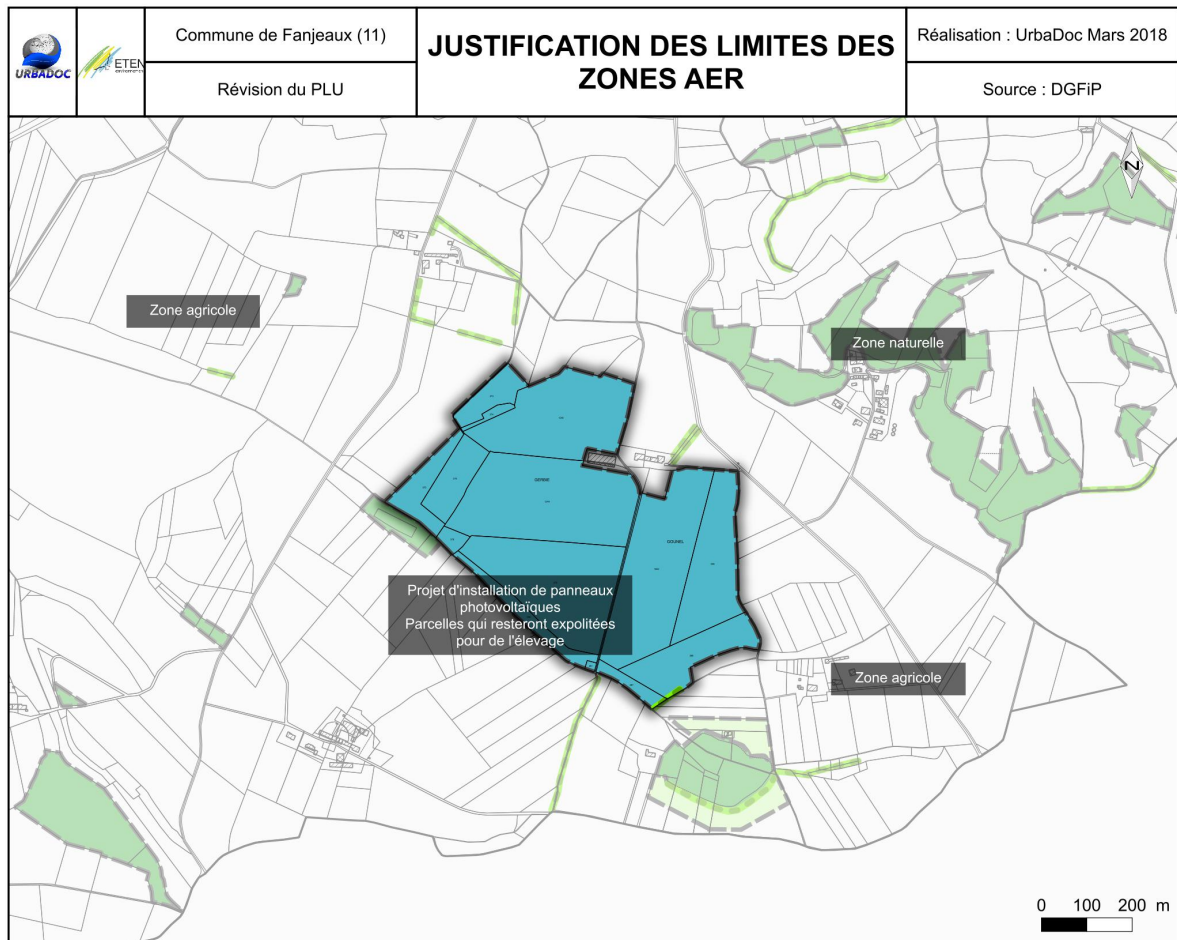 URBADOC
ETEN
environnement
Commune de Fanjeaux (11)
Révision du PLU
JUSTIFICATION DES LIMITES DES
ZONES AER
Réalisation : UrbaDoc Mars 2018
Source : DGFiP
N
Zone agricole
Zone naturelle
Projet d'installation de panneaux
photovoltaïques
Parcelles qui resteront expolitées
pour de l'élevage
Zone agricole
0 100 200 m